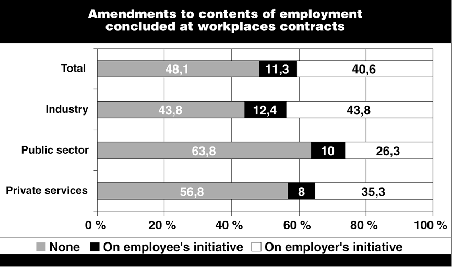 Amendments to contents of employment
concluded at workplaces contracts
Total 48,1 11,3 40,6
Industry 43,8 12,4 43,8
Public sector 63,8 10 26,3
Private services 56,8 8 35,3
0 % 20 % 40 % 60 % 80 % 100 %
None On employee's initiative On employer's initiative